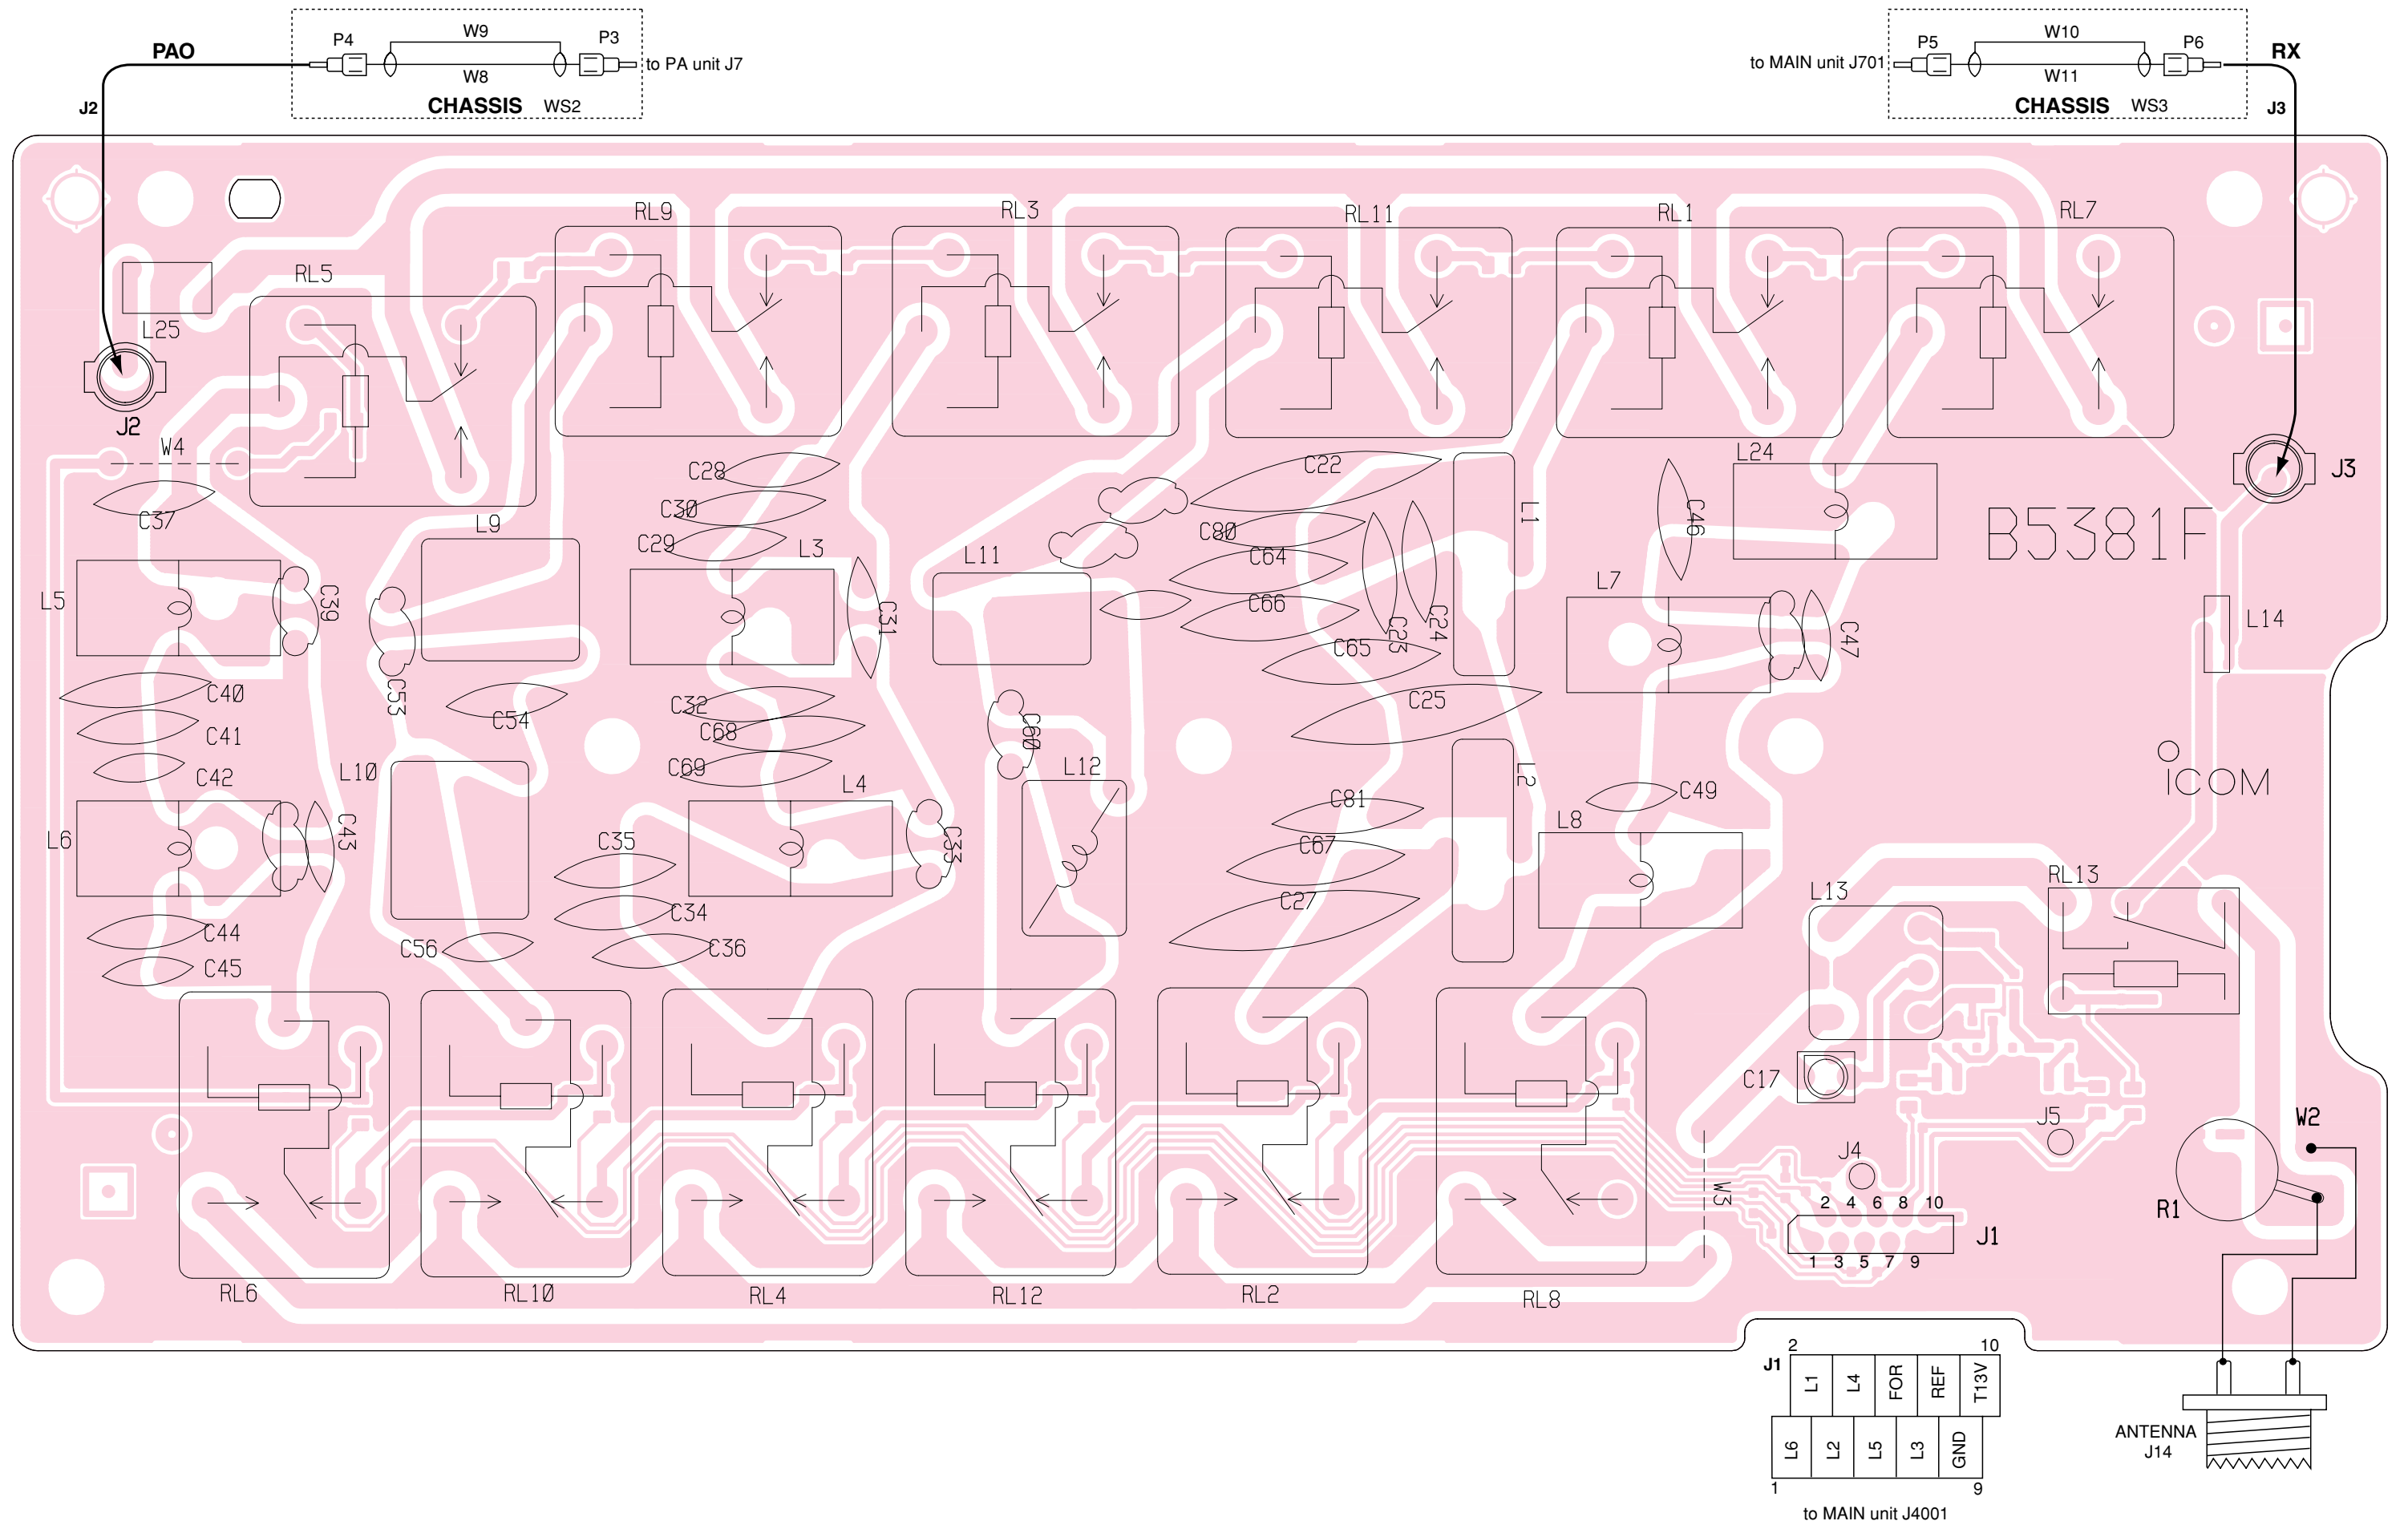 W9
P4
P3
PAO
to PA unit J7
W8
J2
CHASSIS WS2
W10
P5
P6
RX
to MAIN unit J701
W11
CHASSIS WS3
J3
RL9
RL3
RL11
RL1
RL7
RL5
L25
J2
W4
C28
C22
L24
J3
C37
L9
C30
C80
L1
C46
B5381F
C29
L3
L11
C64
L5
C39
C31
C66
C23
C24
L7
C47
L14
C65
C40
C53
C54
C32
C25
C41
C68
C60
C42
L10
C69
L12
L2
iCOM
L4
C81
C49
L6
C43
C35
C33
C67
L8
RL13
C34
C27
L13
C44
C56
C36
C45
C17
J5
W2
J4
W3
2 4 6 8 10
R1
J1
1 3 5 7 9
RL6
RL10
RL4
RL12
RL2
RL8
2 10
J1
L1 L4 FOR REF T13V
L6 L2 L5 L3 GND
1 9
to MAIN unit J4001
ANTENNA
J14